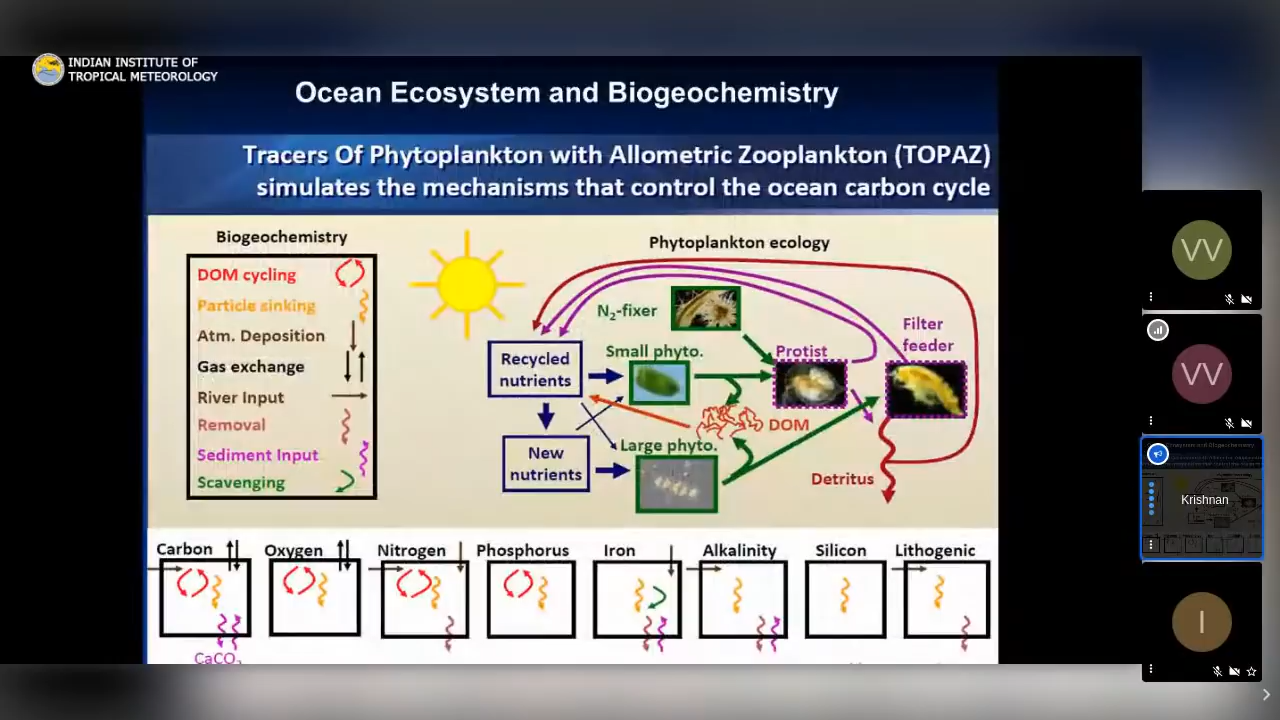 INDIAN INSTITUTE OF
TROPICAL METEOROLOGY
Ocean Ecosystem and Biogeochemistry
Tracers Of Phytoplankton with Allometric Zooplankton (TOPAZ)
simulates the mechanisms that control the ocean carbon cycle
Biogeochemistry
DOM cycling
Particle sinking
Atm. Deposition
Gas exchange
River Input
Removal
Sediment Input
Scavenging
Phytoplankton ecology
N₂-fixer
Filter
feeder
Small phyto.
Protist
Recycled
nutrients
DOM
Large phyto.
New
nutrients
Detritus
Carbon
Oxygen
Nitrogen
Phosphorus
Iron
Alkalinity
Silicon
Lithogenic
CaCO₃
VV
VV
Krishnan
I